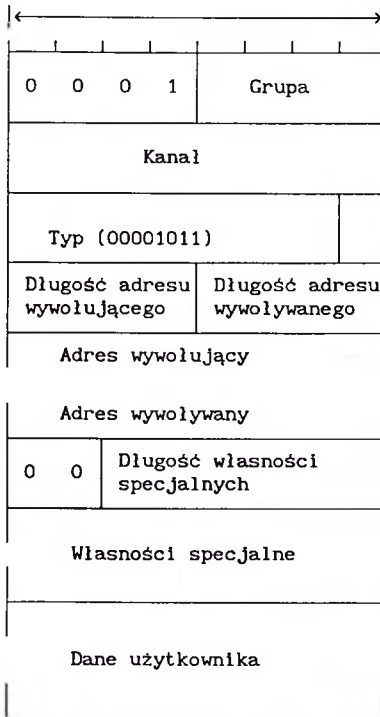 0 0 0 1 Grupa
Kanał
Typ (00001011)
Długość adresu Długość adresu
wywołującego wywoływanego
Adres wywołujący
Adres wywoływany
0 0 Długość własności
specjalnych
Własności specjalne
Dane użytkownika